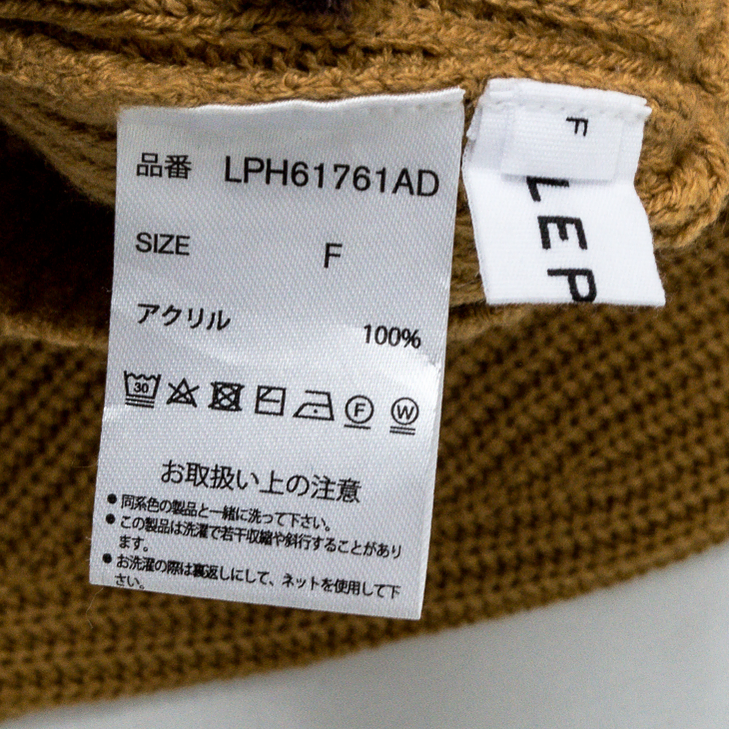 品番 LPH61761AD
SIZE F
アクリル 100%
30
F
W
お取扱い上の注意
●同系色の製品と一緒に洗って下さい。
●この製品は洗濯で若干収縮や斜行することがあり
ます。
●お洗濯の際は裏返しにして、ネットを使用して下
さい。
F
LEP